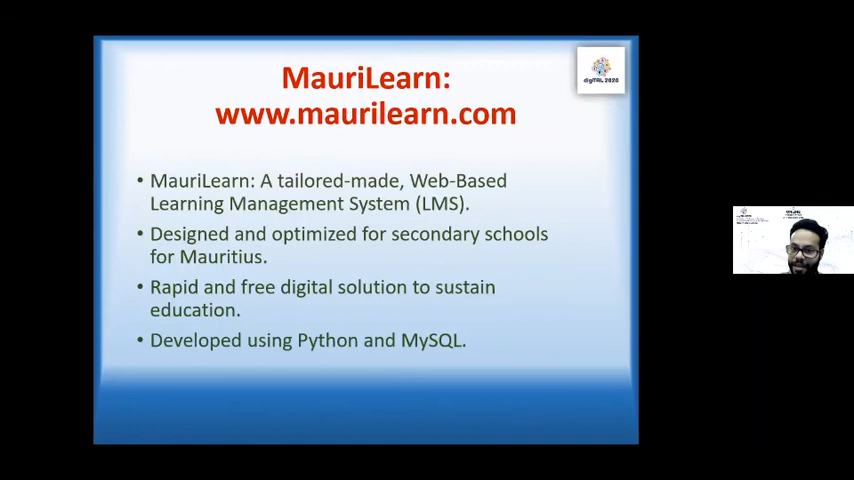 MauriLearn:
www.maurilearn.com
digiTAL 2020
• MauriLearn: A tailored-made, Web-Based
Learning Management System (LMS).
• Designed and optimized for secondary schools
for Mauritius.
• Rapid and free digital solution to sustain
education.
• Developed using Python and MySQL.